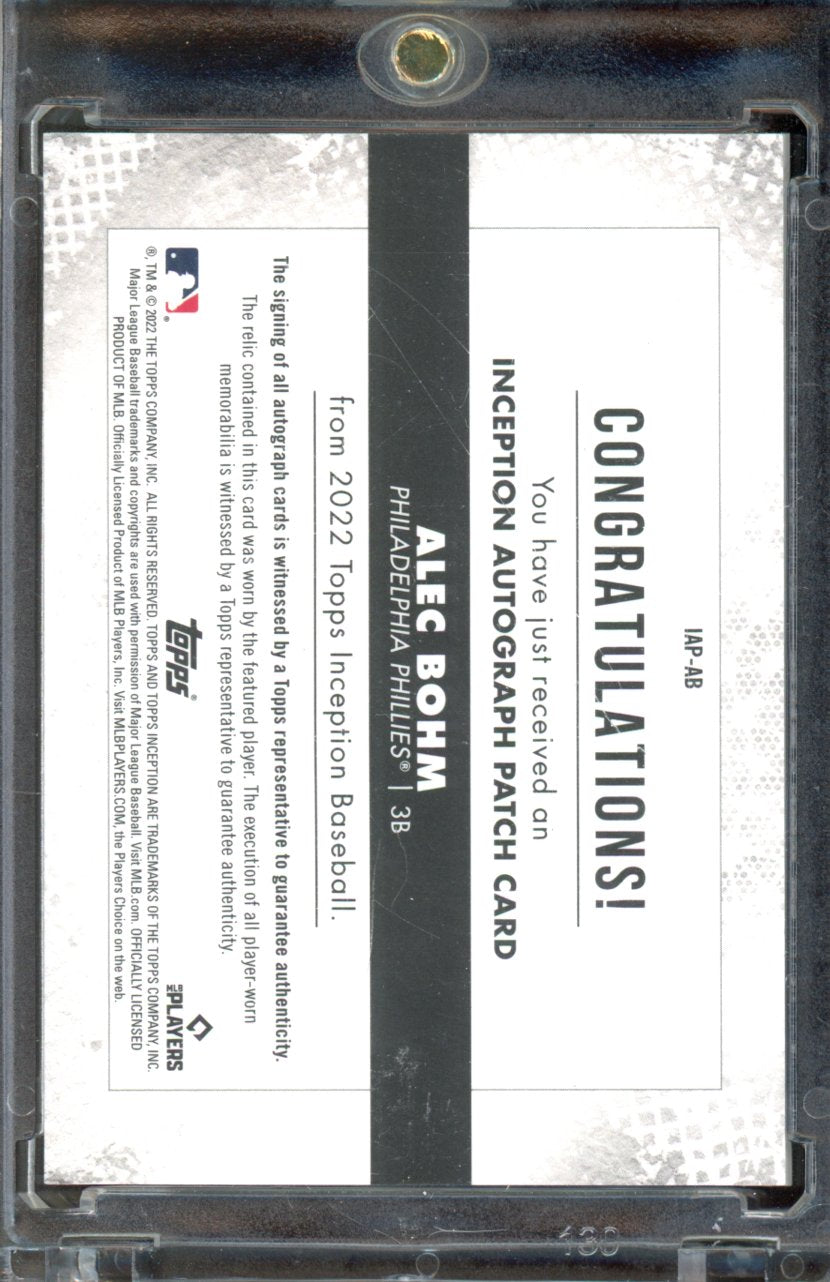 IAP-AB
CONGRATULATIONS!
You have just received an
INCEPTION AUTOGRAPH PATCH CARD
ALEC BOHM
PHILADELPHIA PHILLIES® | 3B
from 2022 Topps Inception Baseball.
The signing of all autograph cards is witnessed by a Topps representative to guarantee authenticity.
The relic contained in this card was worn by the featured player. The execution of all player-worn
memorabilia is witnessed by a Topps representative to guarantee authenticity.
® topps® MLB PLAYERS
®, TM & © 2022 THE TOPPS COMPANY, INC. ALL RIGHTS RESERVED. TOPPS AND TOPPS INCEPTION ARE TRADEMARKS OF THE TOPPS COMPANY, INC.
Major League Baseball trademarks and copyrights are used with permission of Major League Baseball. Visit MLB.com. OFFICIALLY LICENSED
PRODUCT OF MLB PLAYERS, INC. Officially Licensed Product of MLB Players, Inc. Visit MLBPLAYERS.COM, the Players Choice on the web.